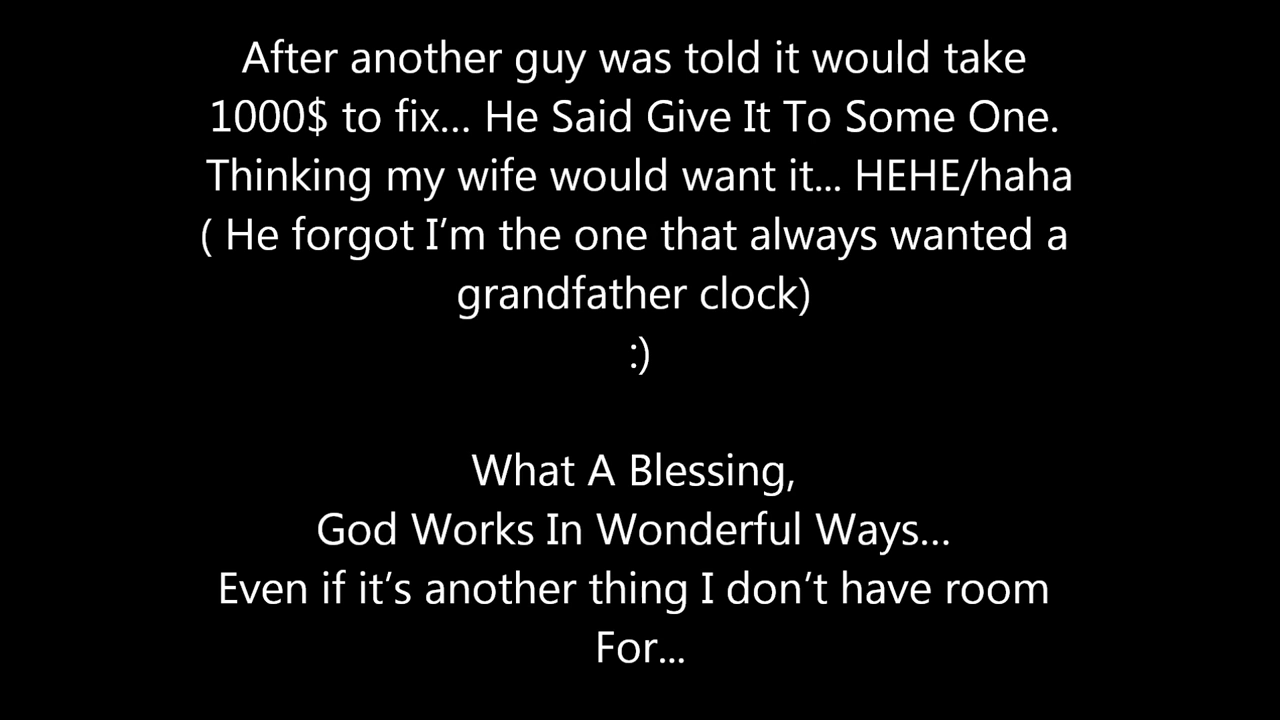 After another guy was told it would take
1000$ to fix... He Said Give It To Some One.
Thinking my wife would want it... HEHE/haha
( He forgot I’m the one that always wanted a
grandfather clock)
:)
What A Blessing,
God Works In Wonderful Ways...
Even if it’s another thing I don’t have room
For...